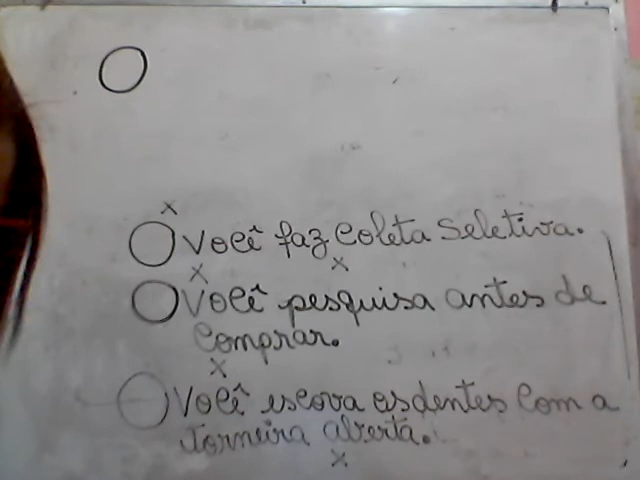 Você faz coleta seletiva.
Você pesquisa antes de
comprar.
Você escova os dentes com a
torneira aberta.